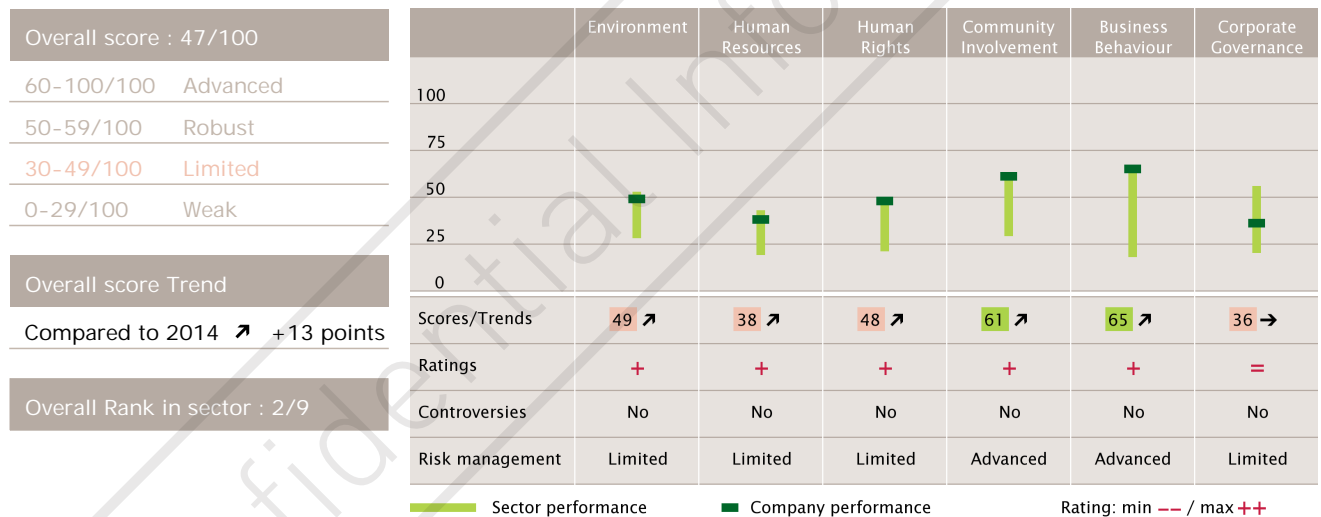 Overall score : 47/100
60-100/100 Advanced
50-59/100 Robust
30-49/100 Limited
0-29/100 Weak
Overall score Trend
Compared to 2014 ↗ +13 points
Overall Rank in sector : 2/9
Environment Human Resources Human Rights Community Involvement Business Behaviour Corporate Governance
100
75
50
25
0
Scores/Trends 49 ↗ 38 ↗ 48 ↗ 61 ↗ 65 ↗ 36 →
Ratings + + + + + =
Controversies No No No No No No
Risk management Limited Limited Limited Advanced Advanced Limited
Sector performance Company performance Rating: min -- / max ++
fidential Info